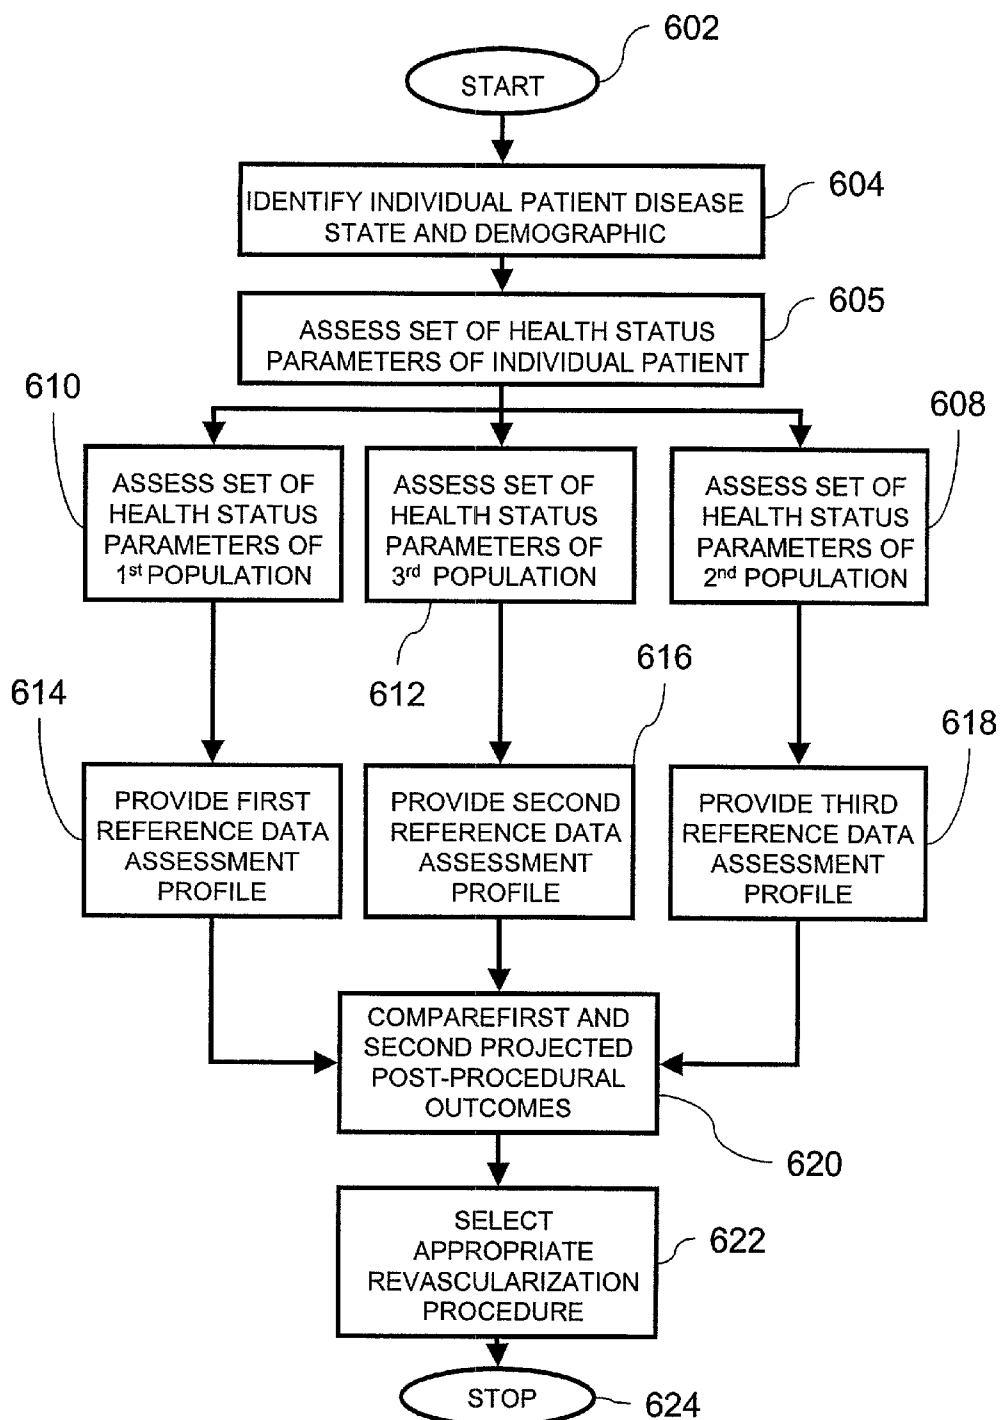 602
START
604
IDENTIFY INDIVIDUAL PATIENT DISEASE
STATE AND DEMOGRAPHIC
605
ASSESS SET OF HEALTH STATUS
PARAMETERS OF INDIVIDUAL PATIENT
610
608
ASSESS SET OF
HEALTH STATUS
PARAMETERS OF
1st POPULATION
ASSESS SET OF
HEALTH STATUS
PARAMETERS OF
3rd POPULATION
ASSESS SET OF
HEALTH STATUS
PARAMETERS OF
2nd POPULATION
612
616
614
618
PROVIDE FIRST
REFERENCE DATA
ASSESSMENT
PROFILE
PROVIDE SECOND
REFERENCE DATA
ASSESSMENT
PROFILE
PROVIDE THIRD
REFERENCE DATA
ASSESSMENT
PROFILE
COMPAREFIRST AND
SECOND PROJECTED
POST-PROCEDURAL
OUTCOMES
620
SELECT
APPROPRIATE
REVASCULARIZATION
PROCEDURE
622
STOP
624